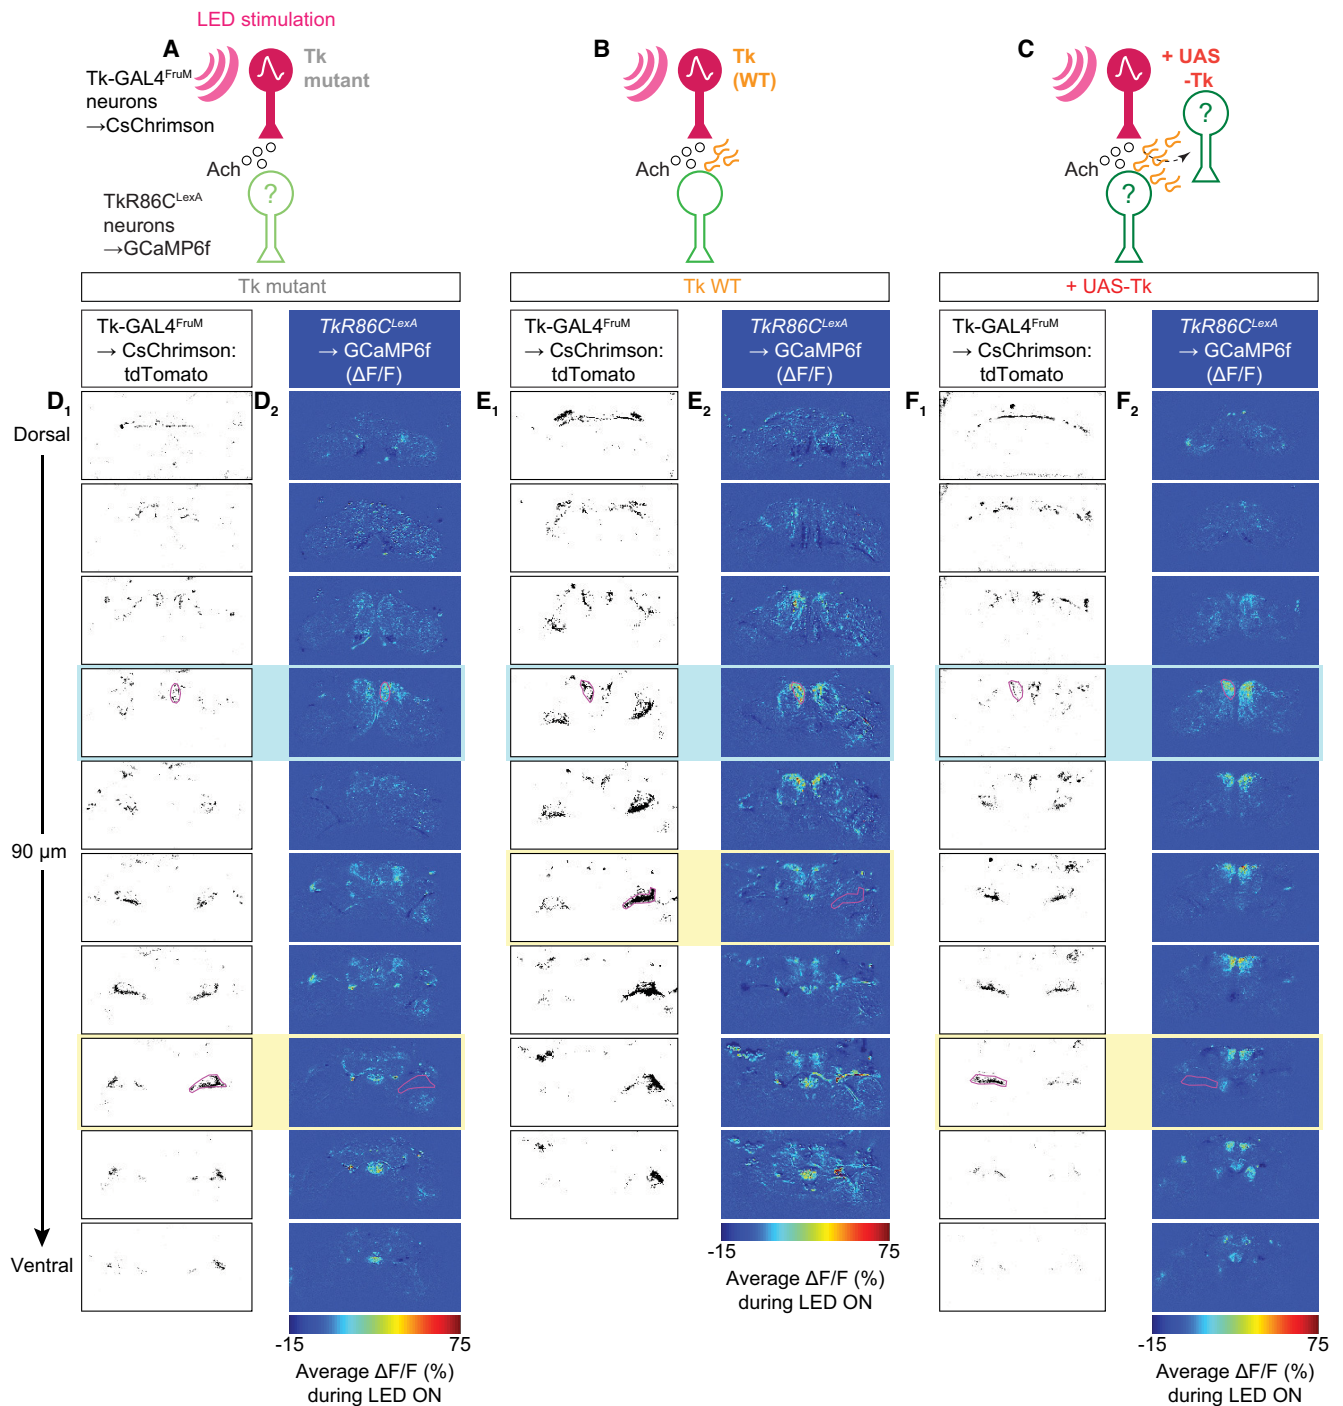 LED stimulation
A
Tk-GAL4FruM
neurons
→CsChrimson
Tk
mutant
Ach
?
TkR86CLexA
neurons
→GCaMP6f
B
Tk
(WT)
Ach
C
+ UAS
-Tk
?
Ach
?
Tk mutant
Tk WT
+ UAS-Tk
Tk-GAL4FruM
→ CsChrimson:
tdTomato
TkR86CLexA
→ GCaMP6f
(ΔF/F)
Tk-GAL4FruM
→ CsChrimson:
tdTomato
TkR86CLexA
→ GCaMP6f
(ΔF/F)
Tk-GAL4FruM
→ CsChrimson:
tdTomato
TkR86CLexA
→ GCaMP6f
(ΔF/F)
D1
D2
E1
E2
F1
F2
Dorsal
90 μm
Ventral
-15
75
Average ΔF/F (%)
during LED ON
-15
75
Average ΔF/F (%)
during LED ON
-15
75
Average ΔF/F (%)
during LED ON